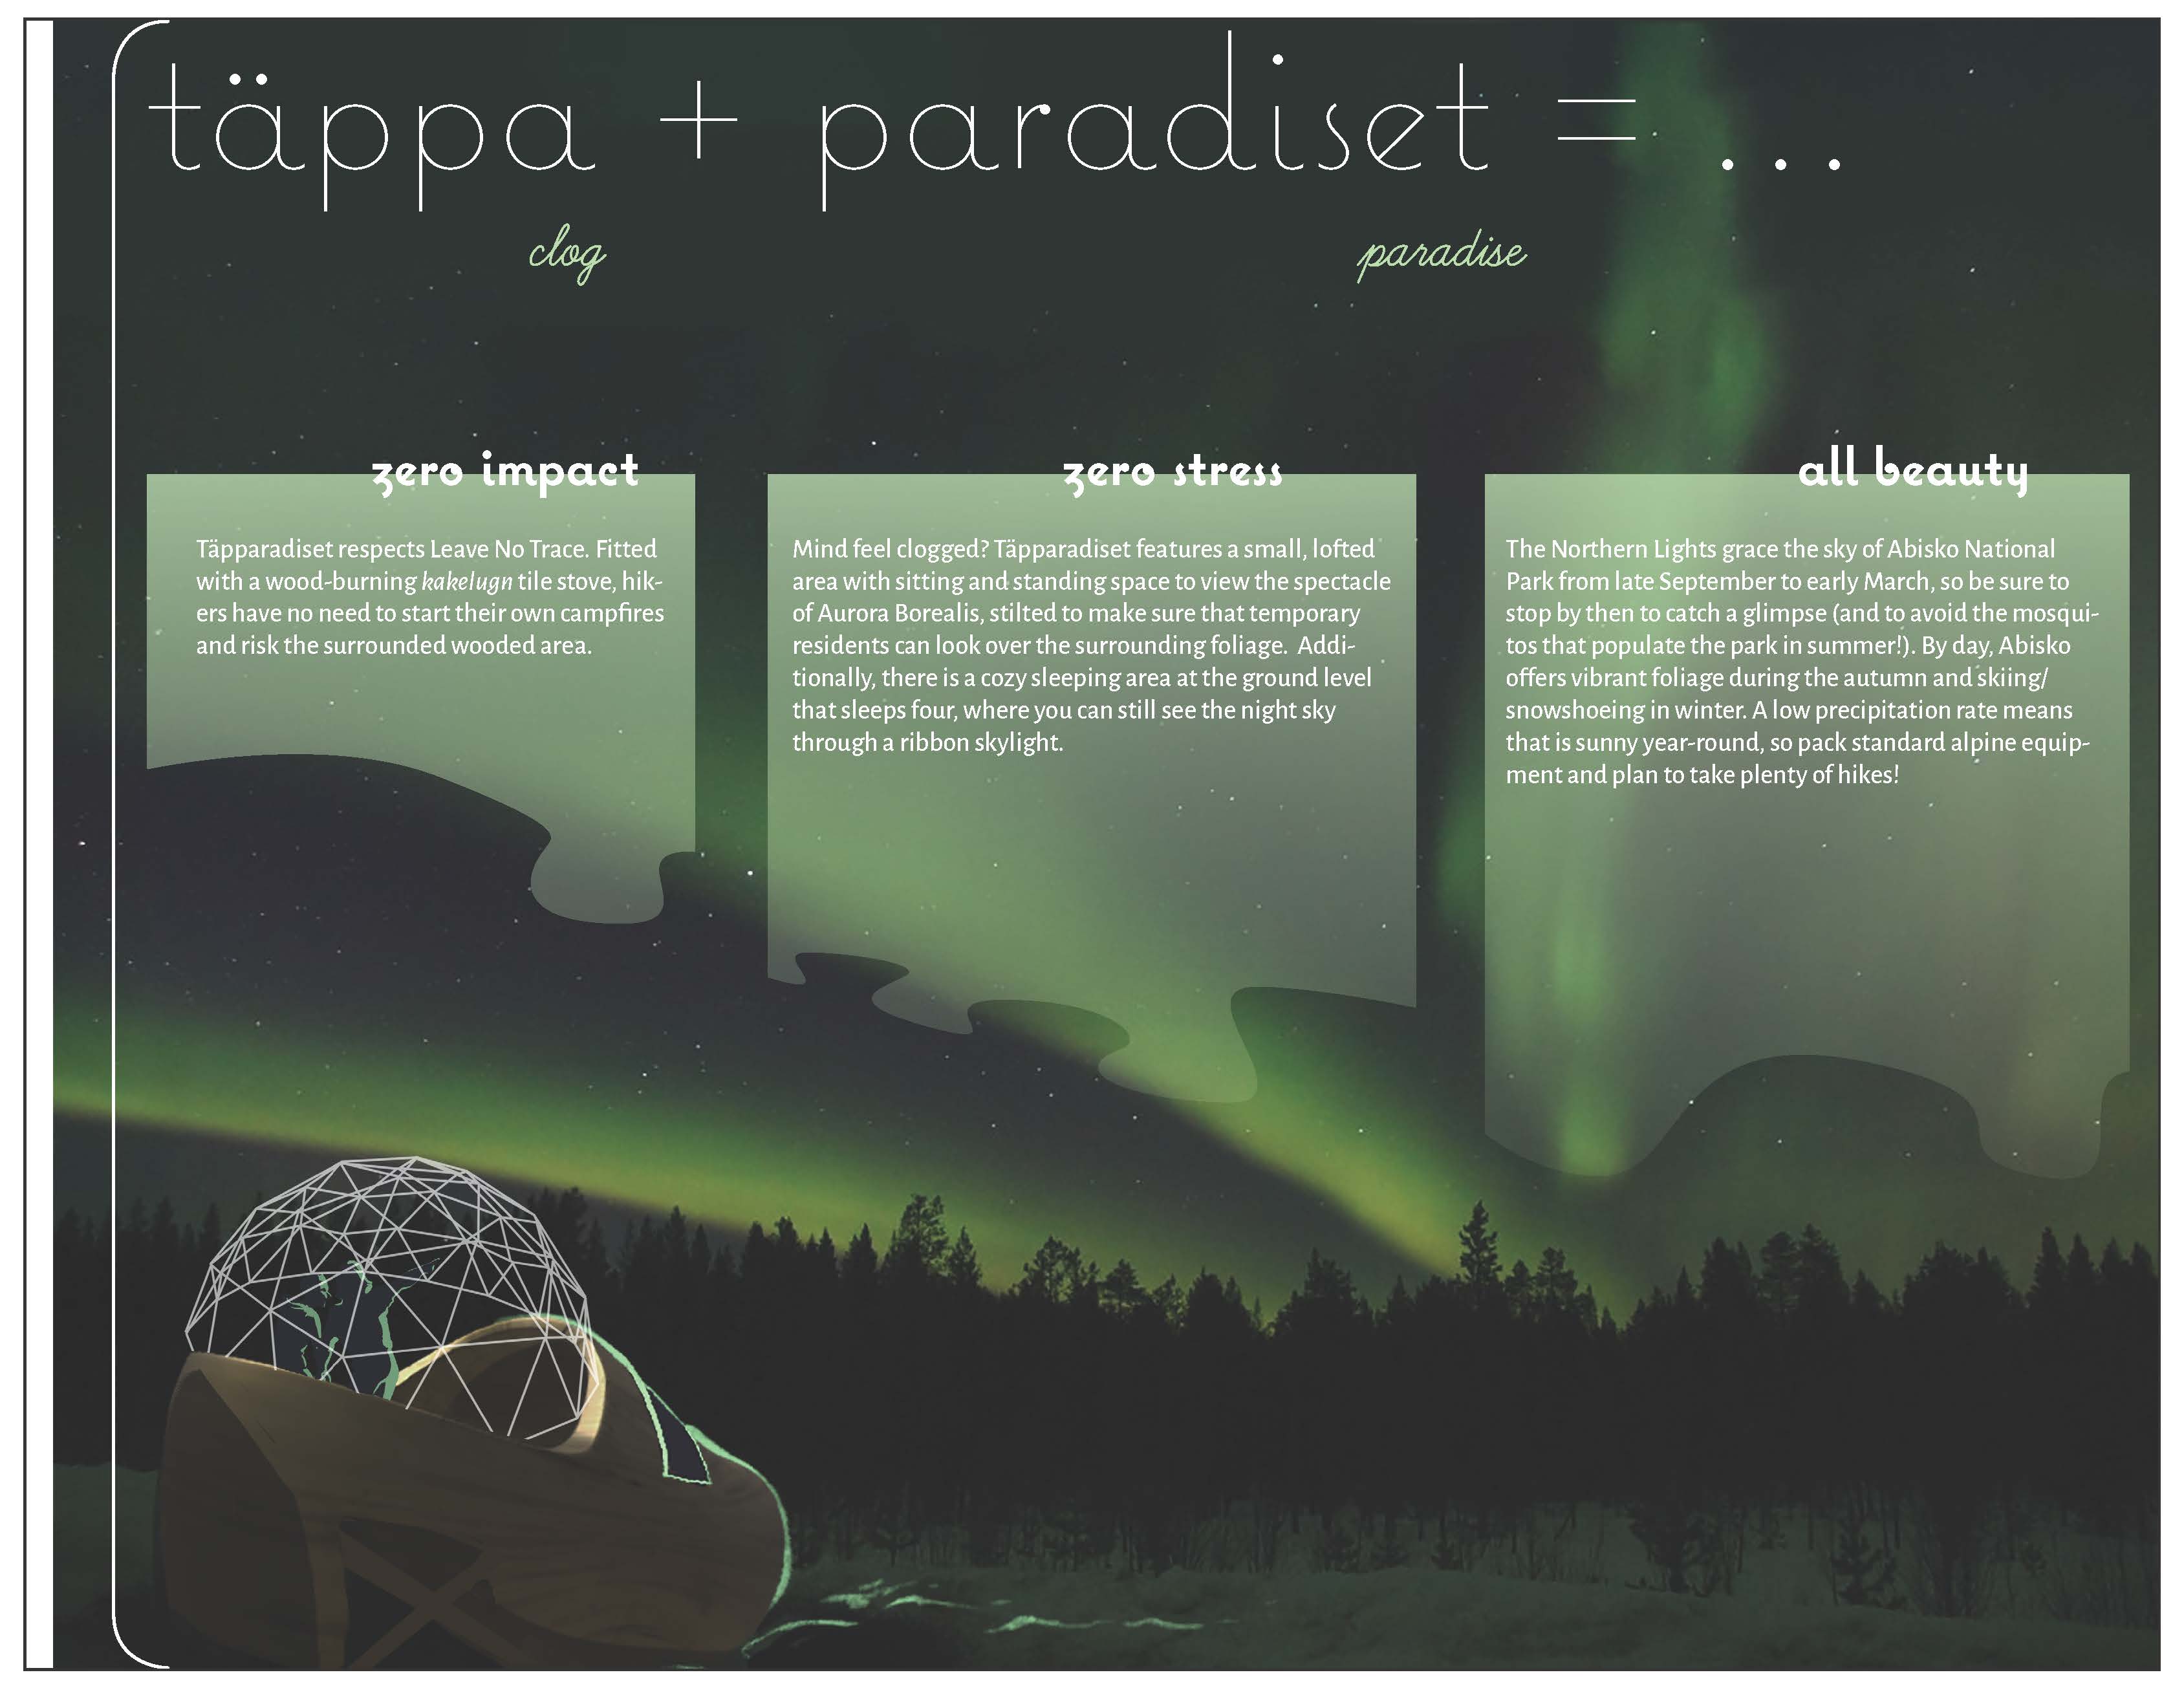 täppa + paradiset = ...
clog
paradise
zero impact
Täpparadiset respects Leave No Trace. Fitted
with a wood-burning kakelugn tile stove, hik-
ers have no need to start their own campfires
and risk the surrounded wooded area.
zero stress
Mind feel clogged? Täpparadiset features a small, lofted
area with sitting and standing space to view the spectacle
of Aurora Borealis, stilted to make sure that temporary
residents can look over the surrounding foliage.  Addi-
tionally, there is a cozy sleeping area at the ground level
that sleeps four, where you can still see the night sky
through a ribbon skylight.
all beauty
The Northern Lights grace the sky of Abisko National
Park from late September to early March, so be sure to
stop by then to catch a glimpse (and to avoid the mosqui-
tos that populate the park in summer!). By day, Abisko
offers vibrant foliage during the autumn and skiing/
snowshoeing in winter. A low precipitation rate means
that is sunny year-round, so pack standard alpine equip-
ment and plan to take plenty of hikes!